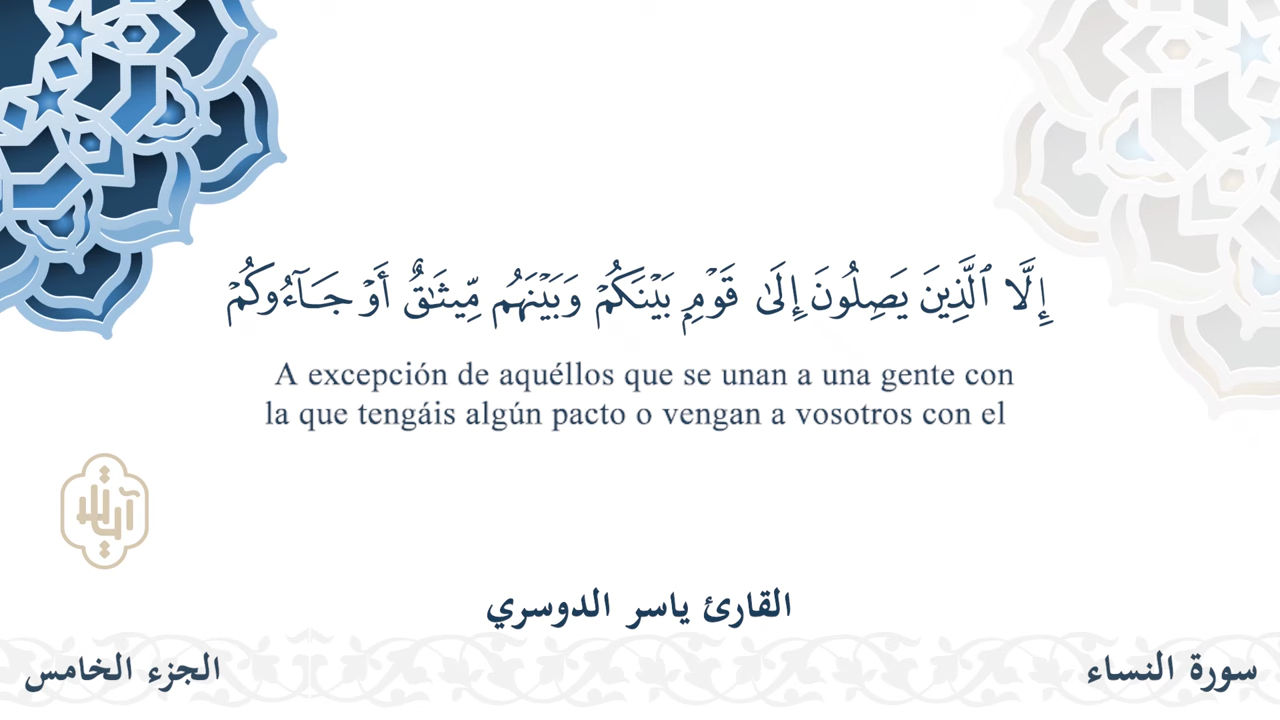 إِلَّا ٱلَّذِينَ يَصِلُونَ إِلَىٰ قَوْمِۭ بَيْنَكُمْ وَبَيْنَهُم مِّيثَـٰقٌ أَوْ جَآءُوكُمْ
A excepción de aquéllos que se unan a una gente con
la que tengáis algún pacto o vengan a vosotros con el
القارئ ياسر الدوسري
سورة النساء
الجزء الخامس